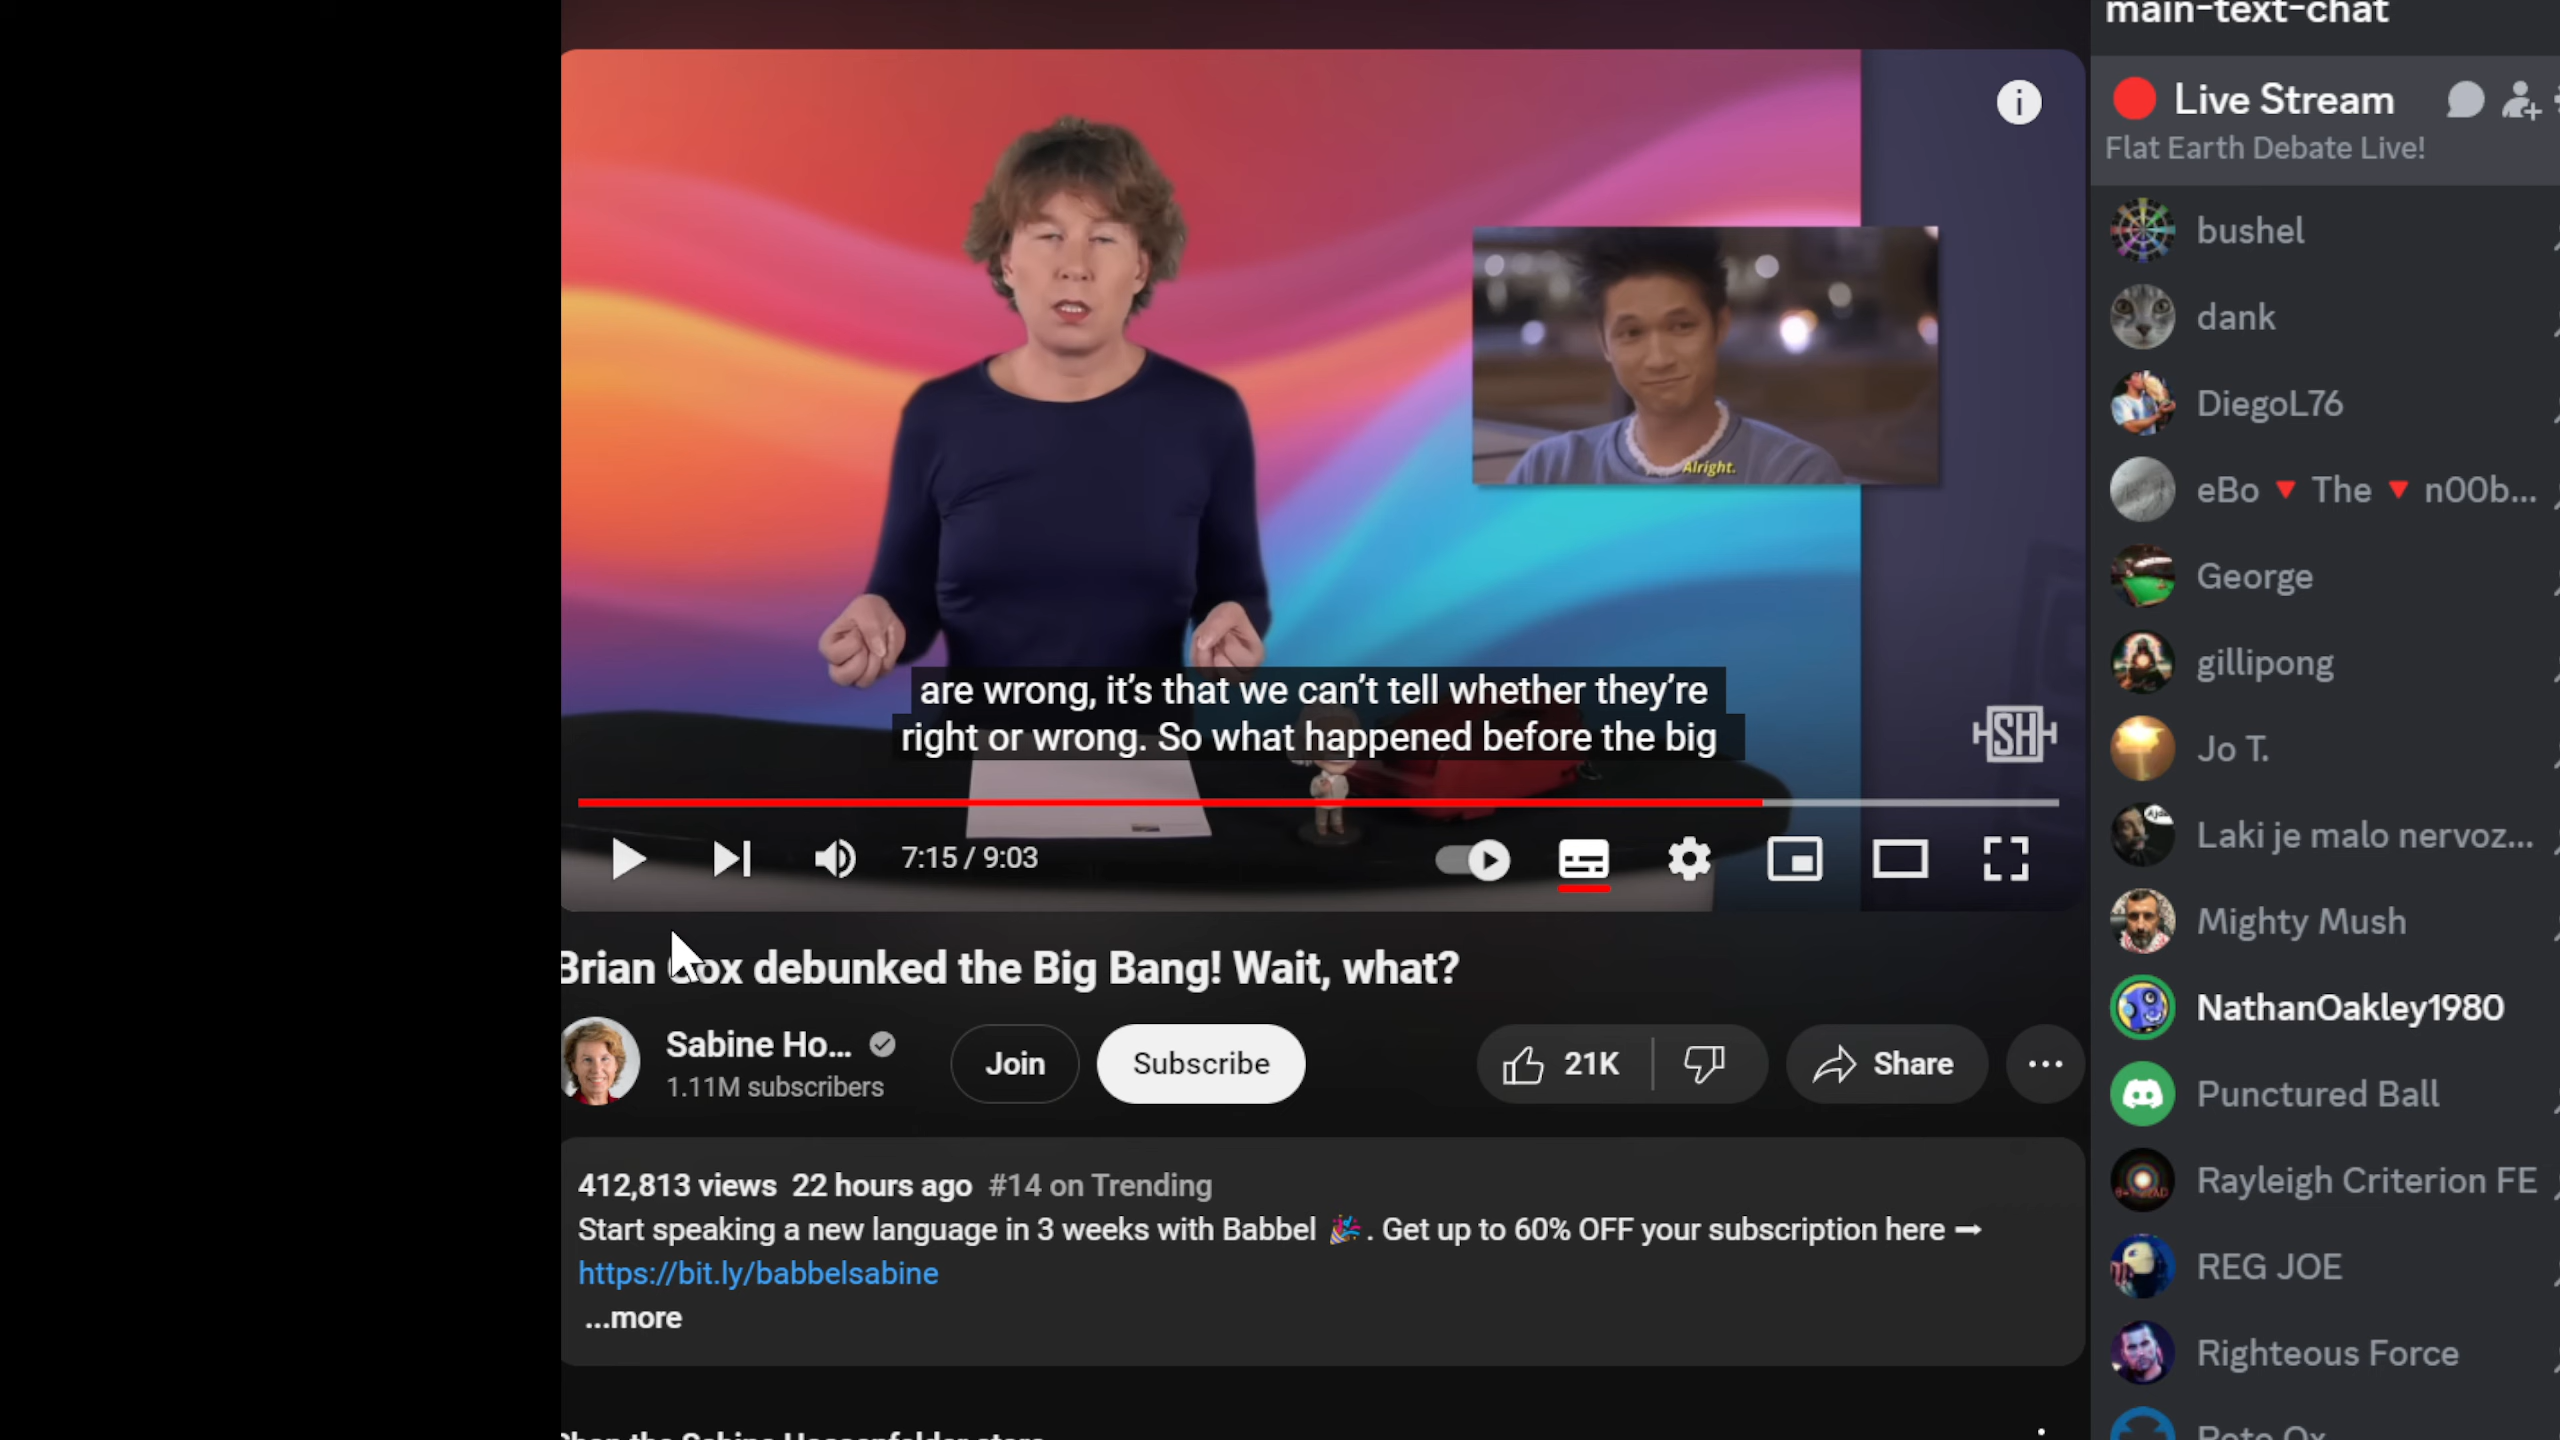 Alright.
are wrong, it’s that we can’t tell whether they’re
right or wrong. So what happened before the big
SH
7:15 / 9:03
Brian Cox debunked the Big Bang! Wait, what?
Sabine Ho...
1.11M subscribers
Join
Subscribe
21K
Share
412,813 views 22 hours ago #14 on Trending
Start speaking a new language in 3 weeks with Babbel 🎉. Get up to 60% OFF your subscription here ➞
https://bit.ly/babbelsabine
...more
main-text-chat
Live Stream
Flat Earth Debate Live!
bushel
dank
DiegoL76
eBo 🔻 The 🔻 n00b...
George
gillipong
Jo T.
Laki je malo nervoz...
Mighty Mush
NathanOakley1980
Punctured Ball
Rayleigh Criterion FE
REG JOE
Righteous Force